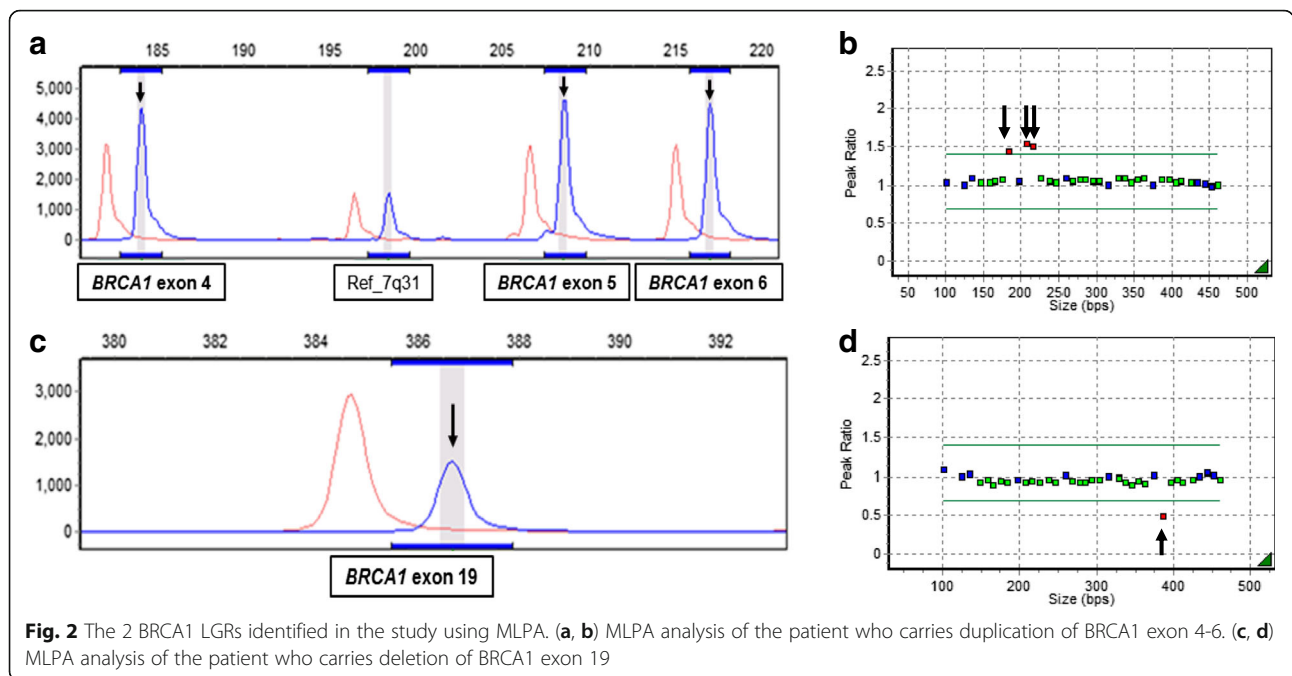 a
185 190 195 200 205 210 215 220
5,000
4,000
3,000
2,000
1,000
0
BRCA1 exon 4
Ref_7q31
BRCA1 exon 5
BRCA1 exon 6
b
2.5
2
1.5
1
0.5
0
Peak Ratio
50 100 150 200 250 300 350 400 450 500
Size (bps)
c
380 382 384 386 388 390 392
3,000
2,000
1,000
0
BRCA1 exon 19
d
2.5
2
1.5
1
0.5
0
Peak Ratio
100 200 300 400 500
Size (bps)
Fig. 2 The 2 BRCA1 LGRs identified in the study using MLPA. (a, b) MLPA analysis of the patient who carries duplication of BRCA1 exon 4-6. (c, d)
MLPA analysis of the patient who carries deletion of BRCA1 exon 19